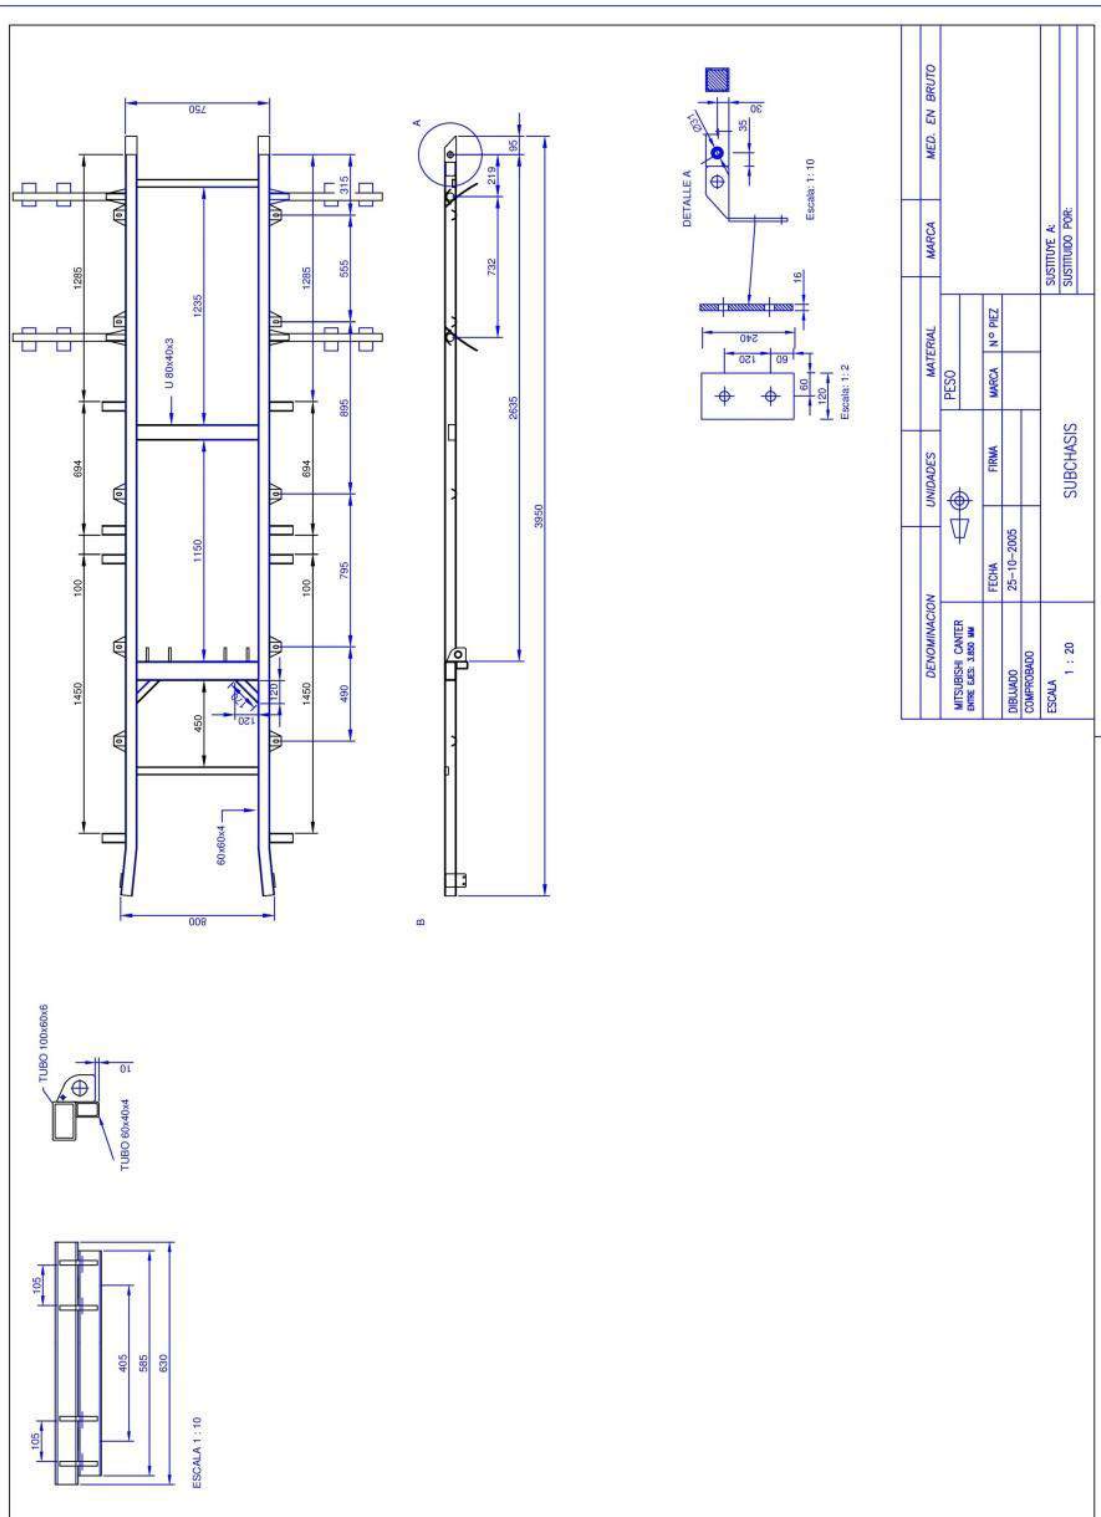 750
1285
1285
315
555
1235
U 80x40x3
895
694
694
1150
795
100
100
1450
1450
120
120
450
490
60x60x4
800
A
95
219
732
2635
3950
B
DETALLE A
30
35
Escala: 1: 10
16
240
120
60
60
120
Escala: 1: 2
TUBO 100x60x6
10
TUBO 60x40x4
105
105
405
585
630
ESCALA 1 : 10
DENOMINACION
UNIDADES
MATERIAL
MARCA
MED. EN BRUTO
MITSUBISHI CANTER
ENTRE EJES: 3.850 MM
PESO
FECHA
FIRMA
MARCA
Nº PIEZ
DIBUJADO
25-10-2005
COMPROBADO
ESCALA
1 : 20
SUBCHASIS
SUSTITUYE A:
SUSTITUIDO POR: